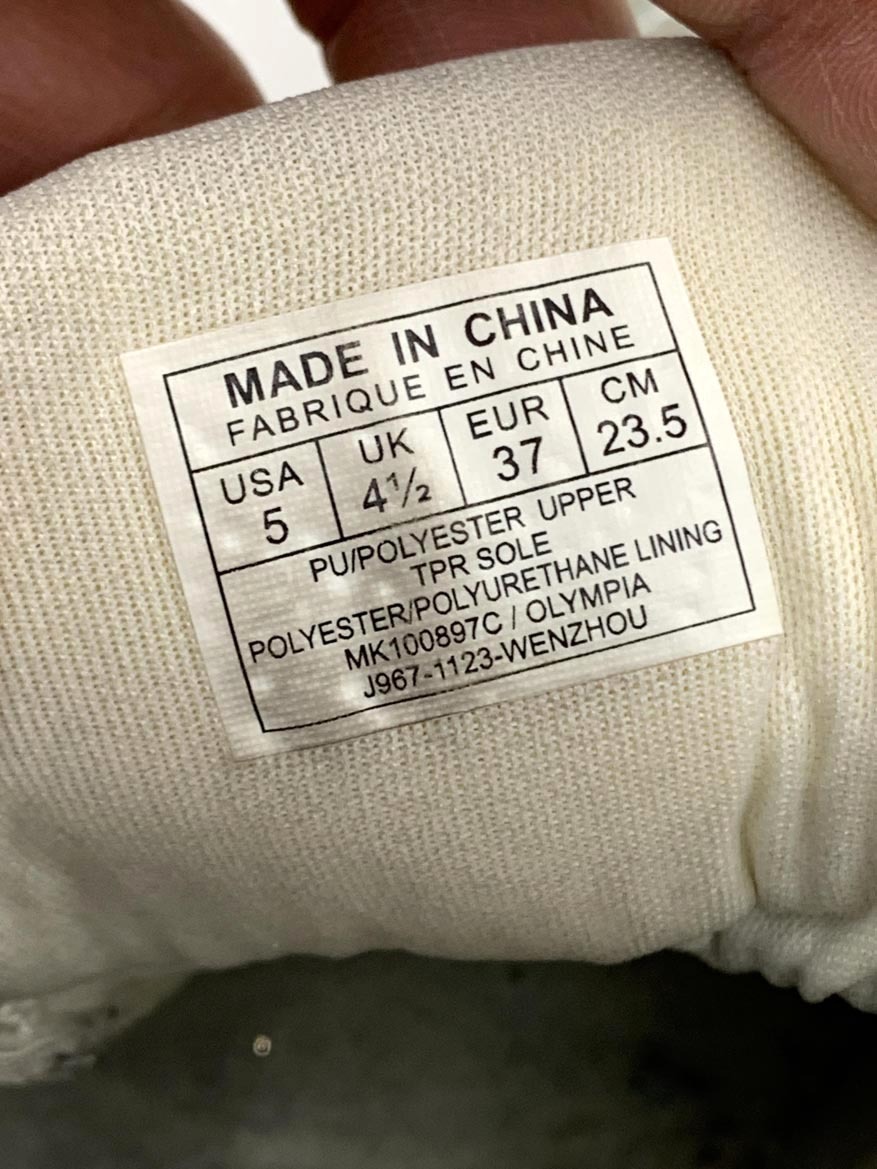 MADE IN CHINA
FABRIQUE EN CHINE
USA UK EUR CM
5 4½ 37 23.5
PU/POLYESTER UPPER
TPR SOLE
POLYESTER/POLYURETHANE LINING
MK100897C / OLYMPIA
J967-1123-WENZHOU